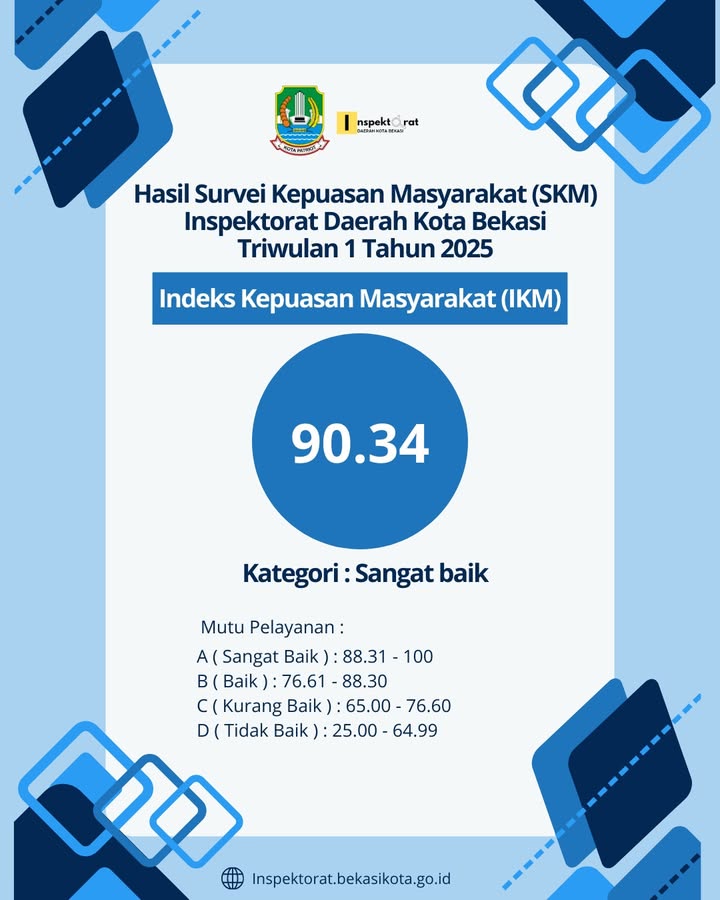 KOTA PATRIOT
Inspektorat
DAERAH KOTA BEKASI
Hasil Survei Kepuasan Masyarakat (SKM)
Inspektorat Daerah Kota Bekasi
Triwulan 1 Tahun 2025
Indeks Kepuasan Masyarakat (IKM)
90.34
Kategori : Sangat baik
Mutu Pelayanan :
A ( Sangat Baik ) : 88.31 - 100
B ( Baik ) : 76.61 - 88.30
C ( Kurang Baik ) : 65.00 - 76.60
D ( Tidak Baik ) : 25.00 - 64.99
Inspektorat.bekasikota.go.id